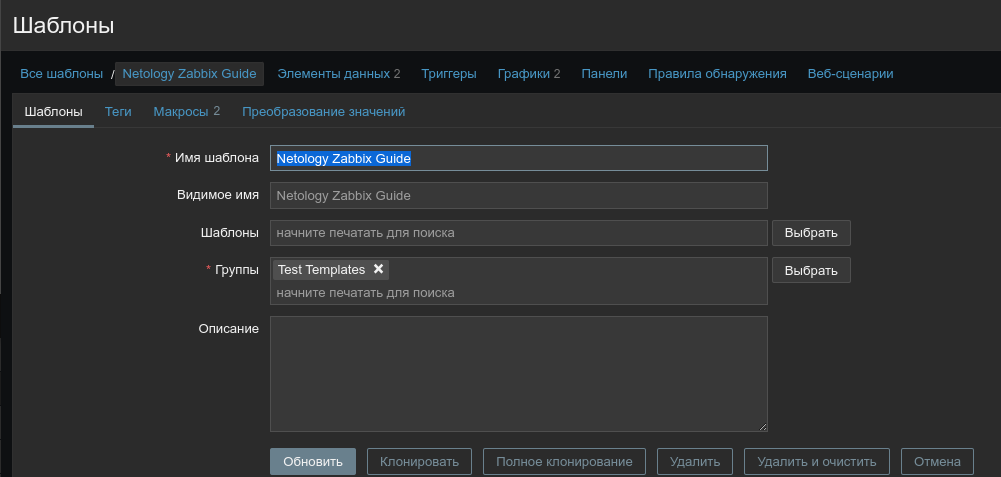 Шаблоны
Все шаблоны / Netology Zabbix Guide Элементы данных 2 Триггеры Графики 2 Панели Правила обнаружения Веб-сценарии
Шаблоны Теги Макросы 2 Преобразование значений
* Имя шаблона Netology Zabbix Guide
Видимое имя Netology Zabbix Guide
Шаблоны начните печатать для поиска Выбрать
* Группы Test Templates ✖ Выбрать
начните печатать для поиска
Описание
Обновить Клонировать Полное клонирование Удалить Удалить и очистить Отмена